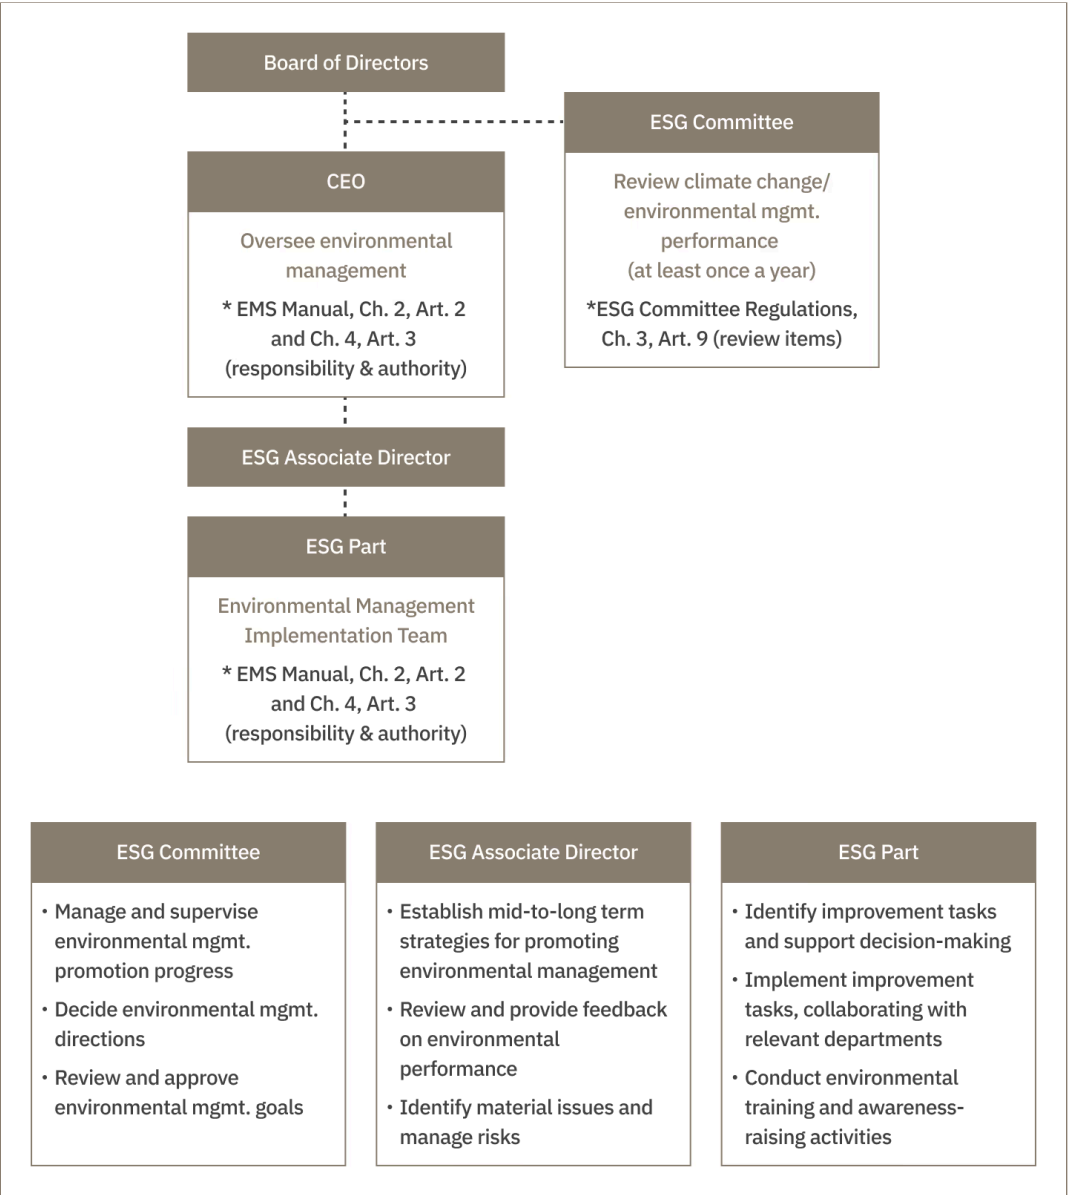 Board of Directors
ESG Committee
Review climate change/
environmental mgmt.
performance
(at least once a year)
*ESG Committee Regulations,
Ch. 3, Art. 9 (review items)
CEO
Oversee environmental
management
* EMS Manual, Ch. 2, Art. 2
and Ch. 4, Art. 3
(responsibility & authority)
ESG Associate Director
ESG Part
Environmental Management
Implementation Team
* EMS Manual, Ch. 2, Art. 2
and Ch. 4, Art. 3
(responsibility & authority)
ESG Committee
• Manage and supervise
environmental mgmt.
promotion progress
• Decide environmental mgmt.
directions
• Review and approve
environmental mgmt. goals
ESG Associate Director
• Establish mid-to-long term
strategies for promoting
environmental management
• Review and provide feedback
on environmental
performance
• Identify material issues and
manage risks
ESG Part
• Identify improvement tasks
and support decision-making
• Implement improvement
tasks, collaborating with
relevant departments
• Conduct environmental
training and awareness-
raising activities